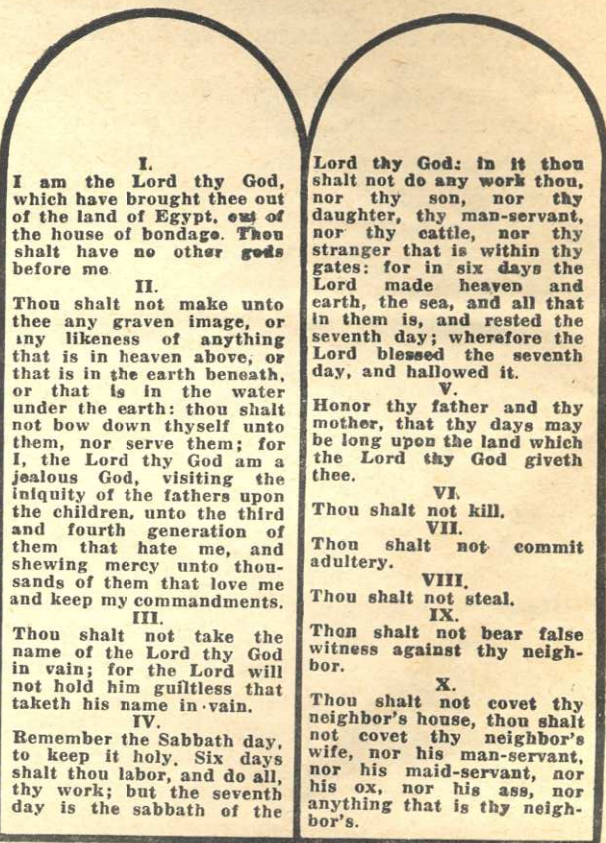 I.
I am the Lord thy God,
which have brought thee out
of the land of Egypt, out of
the house of bondage. Thou
shalt have no other gods
before me
II.
Thou shalt not make unto
thee any graven image, or
any likeness of anything
that is in heaven above, or
that is in the earth beneath,
or that is in the water
under the earth: thou shalt
not bow down thyself unto
them, nor serve them; for
I, the Lord thy God am a
jealous God, visiting the
iniquity of the fathers upon
the children, unto the third
and fourth generation of
them that hate me, and
shewing mercy unto thou-
sands of them that love me
and keep my commandments.
III.
Thou shalt not take the
name of the Lord thy God
in vain; for the Lord will
not hold him guiltless that
taketh his name in vain.
IV.
Remember the Sabbath day,
to keep it holy. Six days
shalt thou labor, and do all,
thy work; but the seventh
day is the sabbath of the
Lord thy God: in it thou
shalt not do any work thou,
nor thy son, nor thy
daughter, thy man-servant,
nor thy cattle, nor thy
stranger that is within thy
gates: for in six days the
Lord made heaven and
earth, the sea, and all that
in them is, and rested the
seventh day; wherefore the
Lord blessed the seventh
day, and hallowed it.
V.
Honor thy father and thy
mother, that thy days may
be long upon the land which
the Lord thy God giveth
thee.
VI.
Thou shalt not kill.
VII.
Thou shalt not commit
adultery.
VIII.
Thou shalt not steal.
IX.
Thou shalt not bear false
witness against thy neigh-
bor.
X.
Thou shalt not covet thy
neighbor's house, thou shalt
not covet thy neighbor's
wife, nor his man-servant,
nor his maid-servant, nor
his ox, nor his ass, nor
anything that is thy neigh-
bor's.